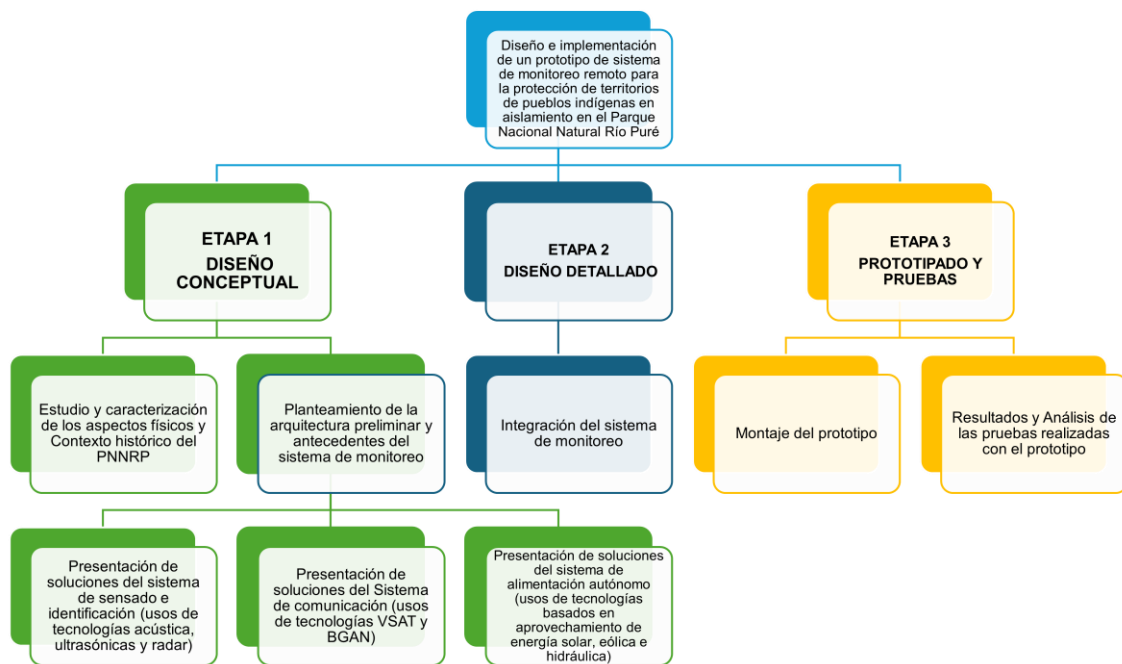 Diseño e implementación
de un prototipo de sistema
de monitoreo remoto para
la protección de territorios
de pueblos indígenas en
aislamiento en el Parque
Nacional Natural Río Puré
ETAPA 1
DISEÑO
CONCEPTUAL
ETAPA 2
DISEÑO DETALLADO
ETAPA 3
PROTOTIPADO Y
PRUEBAS
Estudio y caracterización
de los aspectos físicos y
Contexto histórico del
PNNRP
Planteamiento de la
arquitectura preliminar y
antecedentes del
sistema de monitoreo
Integración del sistema
de monitoreo
Montaje del prototipo
Resultados y Análisis de
las pruebas realizadas
con el prototipo
Presentación de
soluciones del sistema
de sensado e
identificación (usos de
tecnologías acústica,
ultrasónicas y radar)
Presentación de
soluciones del Sistema
de comunicación (usos
de tecnologías VSAT y
BGAN)
Presentación de soluciones
del sistema de
alimentación autónomo
(usos de tecnologías
basados en
aprovechamiento de
energía solar, eólica e
hidráulica)